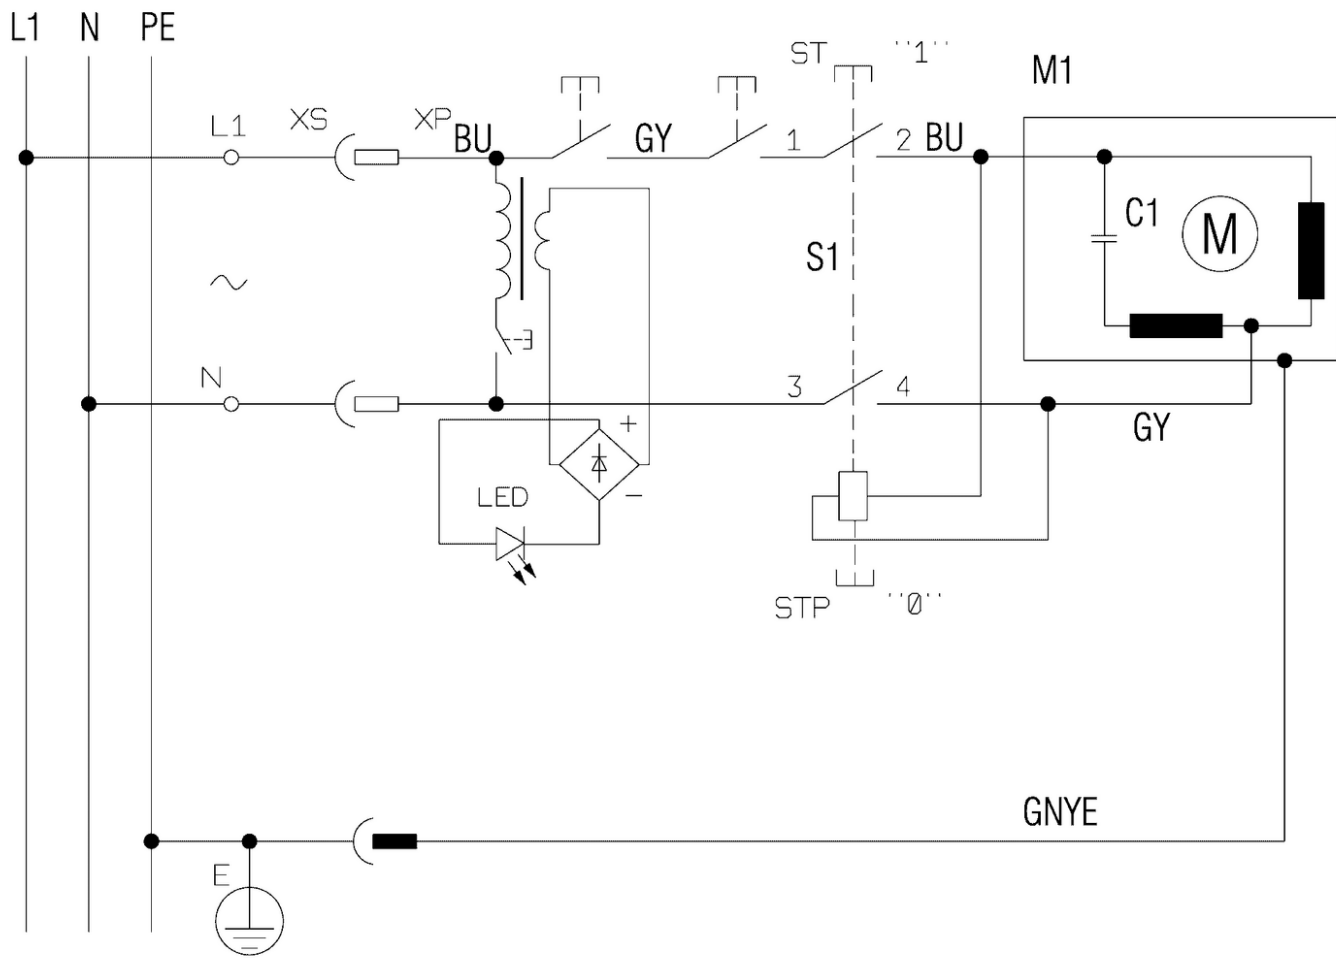 L1 N PE
ST "1"
M1
L1 XS XP BU GY 1 2 BU
C1 M
S1
N 3 4
+ GY
LED −
STP "0"
GNYE
E